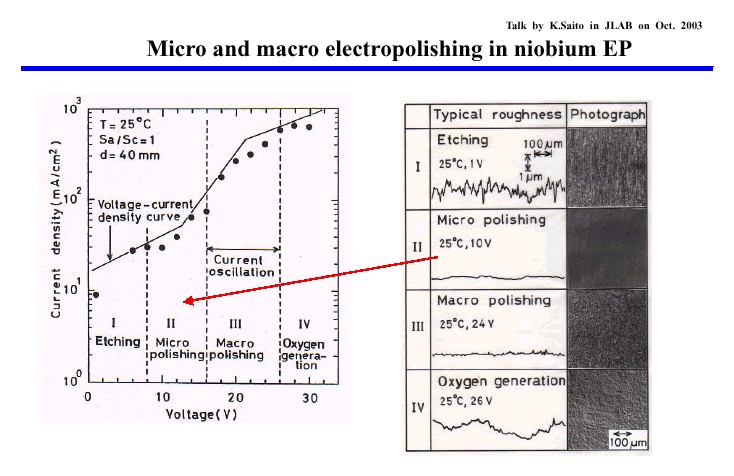 Talk by K.Saito in JLAB on Oct. 2003
Micro and macro electropolishing in niobium EP
10³
10²
10¹
10⁰
Current density (mA/cm²)
T = 25°C
Sa/Sc = 1
d = 40 mm
Voltage-current
density curve
Current
oscillation
I
Etching
II
Micro
polishing
III
Macro
polishing
IV
Oxygen
genera-
tion
0 10 20 30
Voltage (V)
Typical roughness Photograph
I
Etching
25°C, 1V
100 µm
1µm
II
Micro polishing
25°C, 10V
III
Macro polishing
25°C, 24V
IV
Oxygen generation
25°C, 26V
100 µm